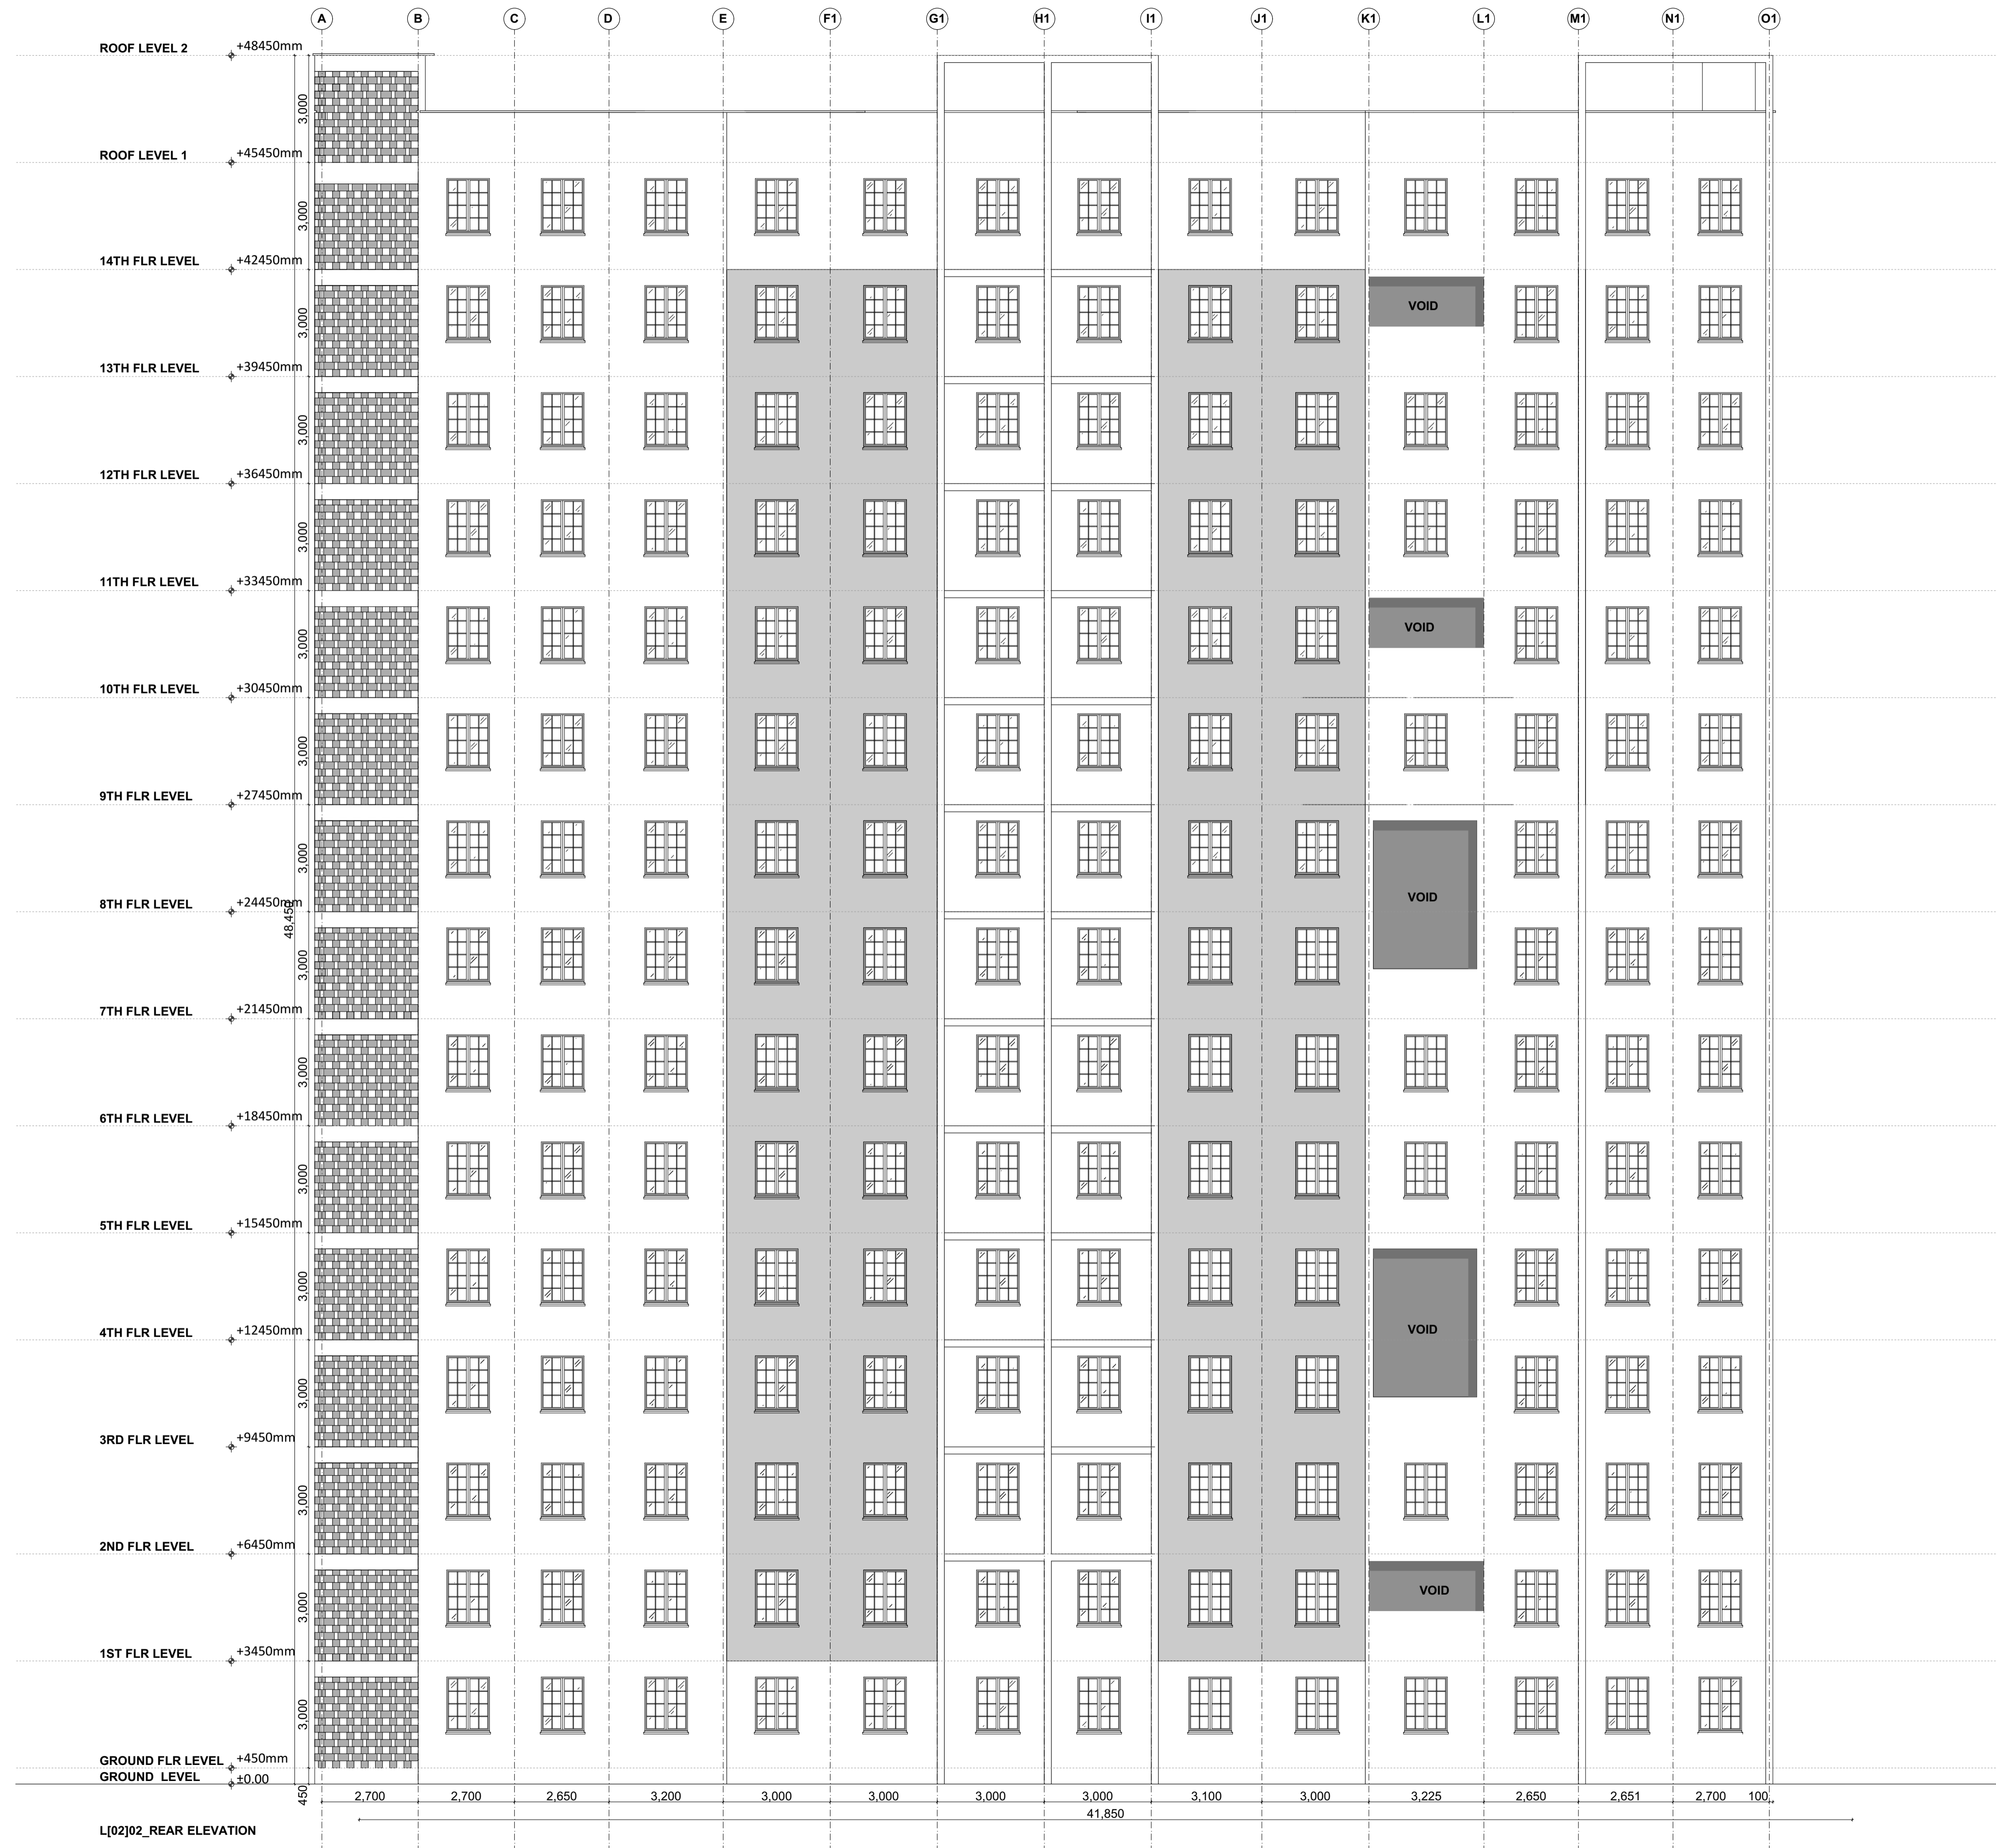 A B C D E F1 G1 H1 I1 J1 K1 L1 M1 N1 O1
ROOF LEVEL 2 +48450mm
3,000
ROOF LEVEL 1 +45450mm
3,000
14TH FLR LEVEL +42450mm
3,000 VOID
13TH FLR LEVEL +39450mm
3,000
12TH FLR LEVEL +36450mm
3,000
11TH FLR LEVEL +33450mm
3,000 VOID
10TH FLR LEVEL +30450mm
3,000
9TH FLR LEVEL +27450mm
3,000 VOID
8TH FLR LEVEL +24450mm
48,450
3,000
7TH FLR LEVEL +21450mm
3,000
6TH FLR LEVEL +18450mm
3,000
5TH FLR LEVEL +15450mm
3,000 VOID
4TH FLR LEVEL +12450mm
3,000
3RD FLR LEVEL +9450mm
3,000
2ND FLR LEVEL +6450mm
3,000 VOID
1ST FLR LEVEL +3450mm
3,000
GROUND FLR LEVEL +450mm
GROUND LEVEL ±0.00
450 2,700 2,700 2,650 3,200 3,000 3,000 3,000 3,000 3,100 3,000 3,225 2,650 2,651 2,700 100
41,850
L[02]02_REAR ELEVATION